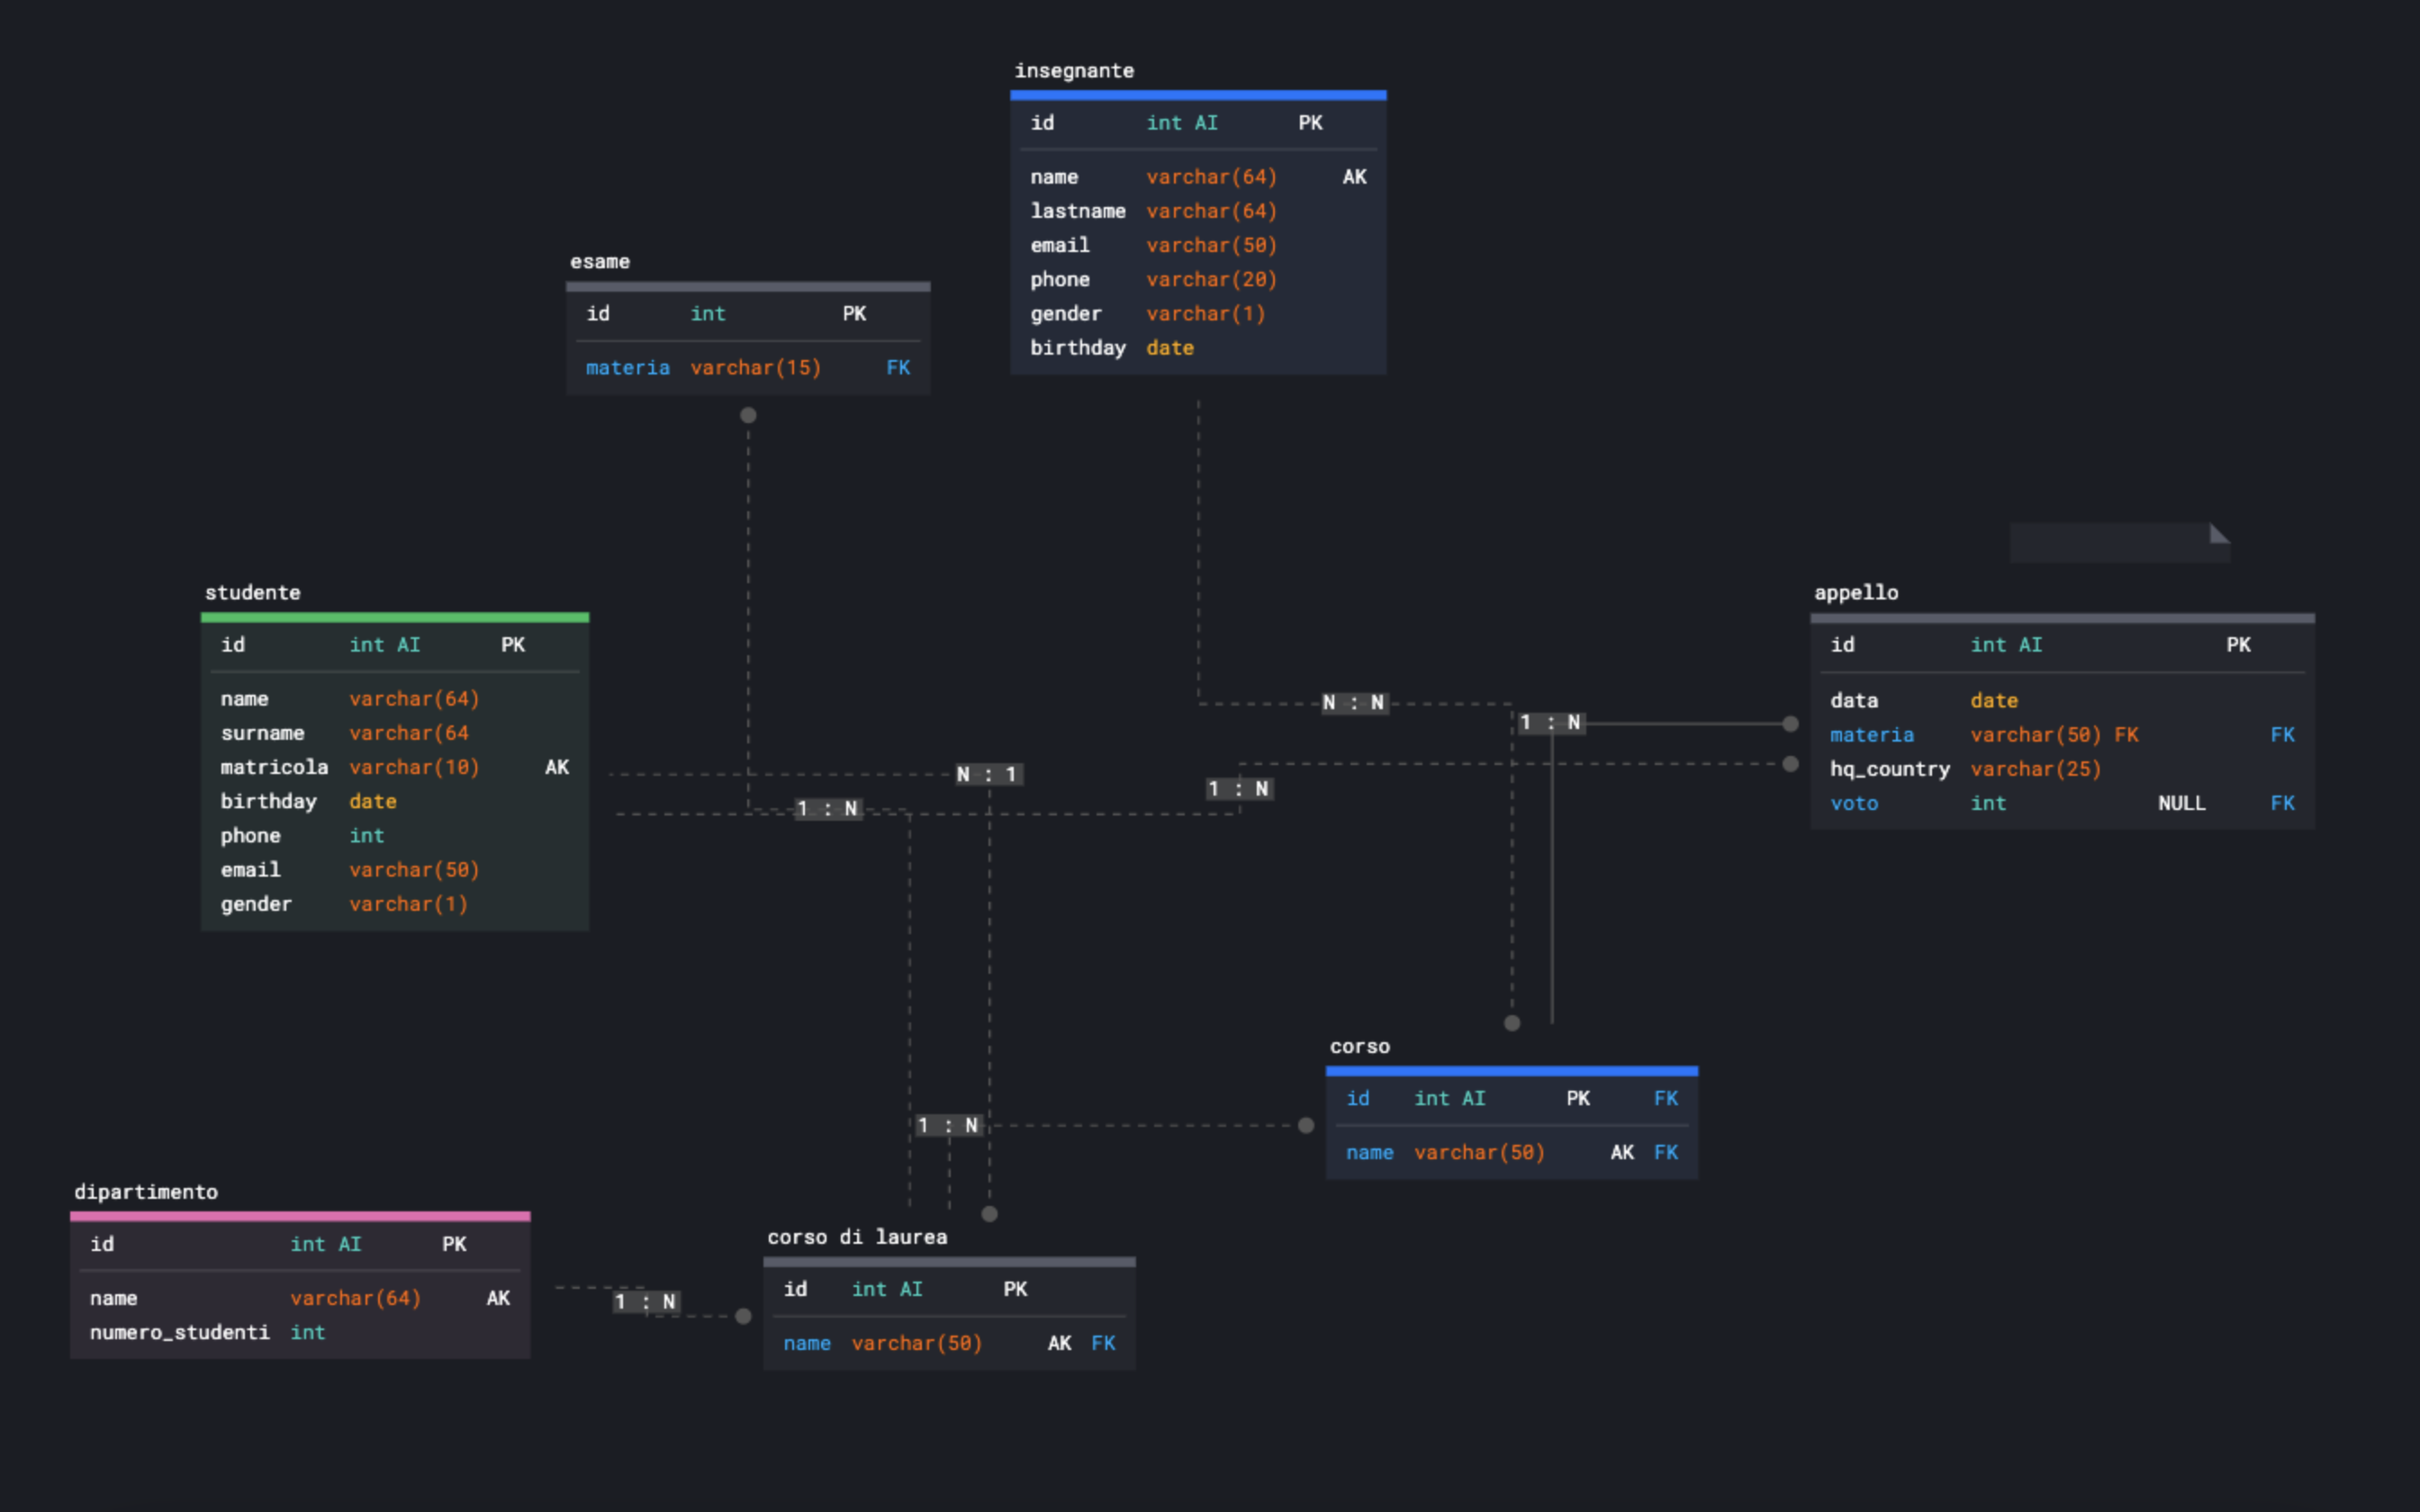 insegnante
id int AI PK
name varchar(64) AK
lastname varchar(64)
email varchar(50)
phone varchar(20)
gender varchar(1)
birthday date
esame
id int PK
materia varchar(15) FK
studente
id int AI PK
name varchar(64)
surname varchar(64
matricola varchar(10) AK
birthday date
phone int
email varchar(50)
gender varchar(1)
appello
id int AI PK
data date
materia varchar(50) FK FK
hq_country varchar(25)
voto int NULL FK
N : N
1 : N
N : 1
1 : N
1 : N
corso
id int AI PK FK
name varchar(50) AK FK
1 : N
dipartimento
id int AI PK
name varchar(64) AK
numero_studenti int
1 : N
corso di laurea
id int AI PK
name varchar(50) AK FK